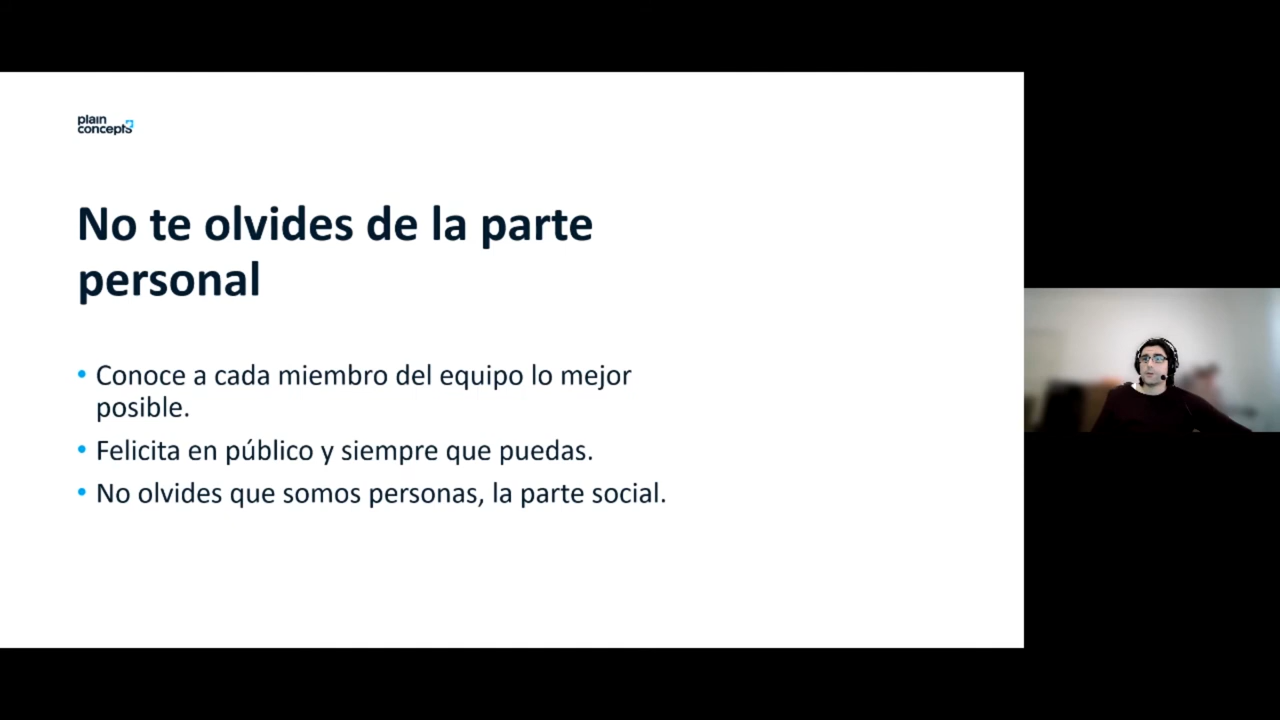 plain
concepts
No te olvides de la parte
personal
• Conoce a cada miembro del equipo lo mejor
posible.
• Felicita en público y siempre que puedas.
• No olvides que somos personas, la parte social.